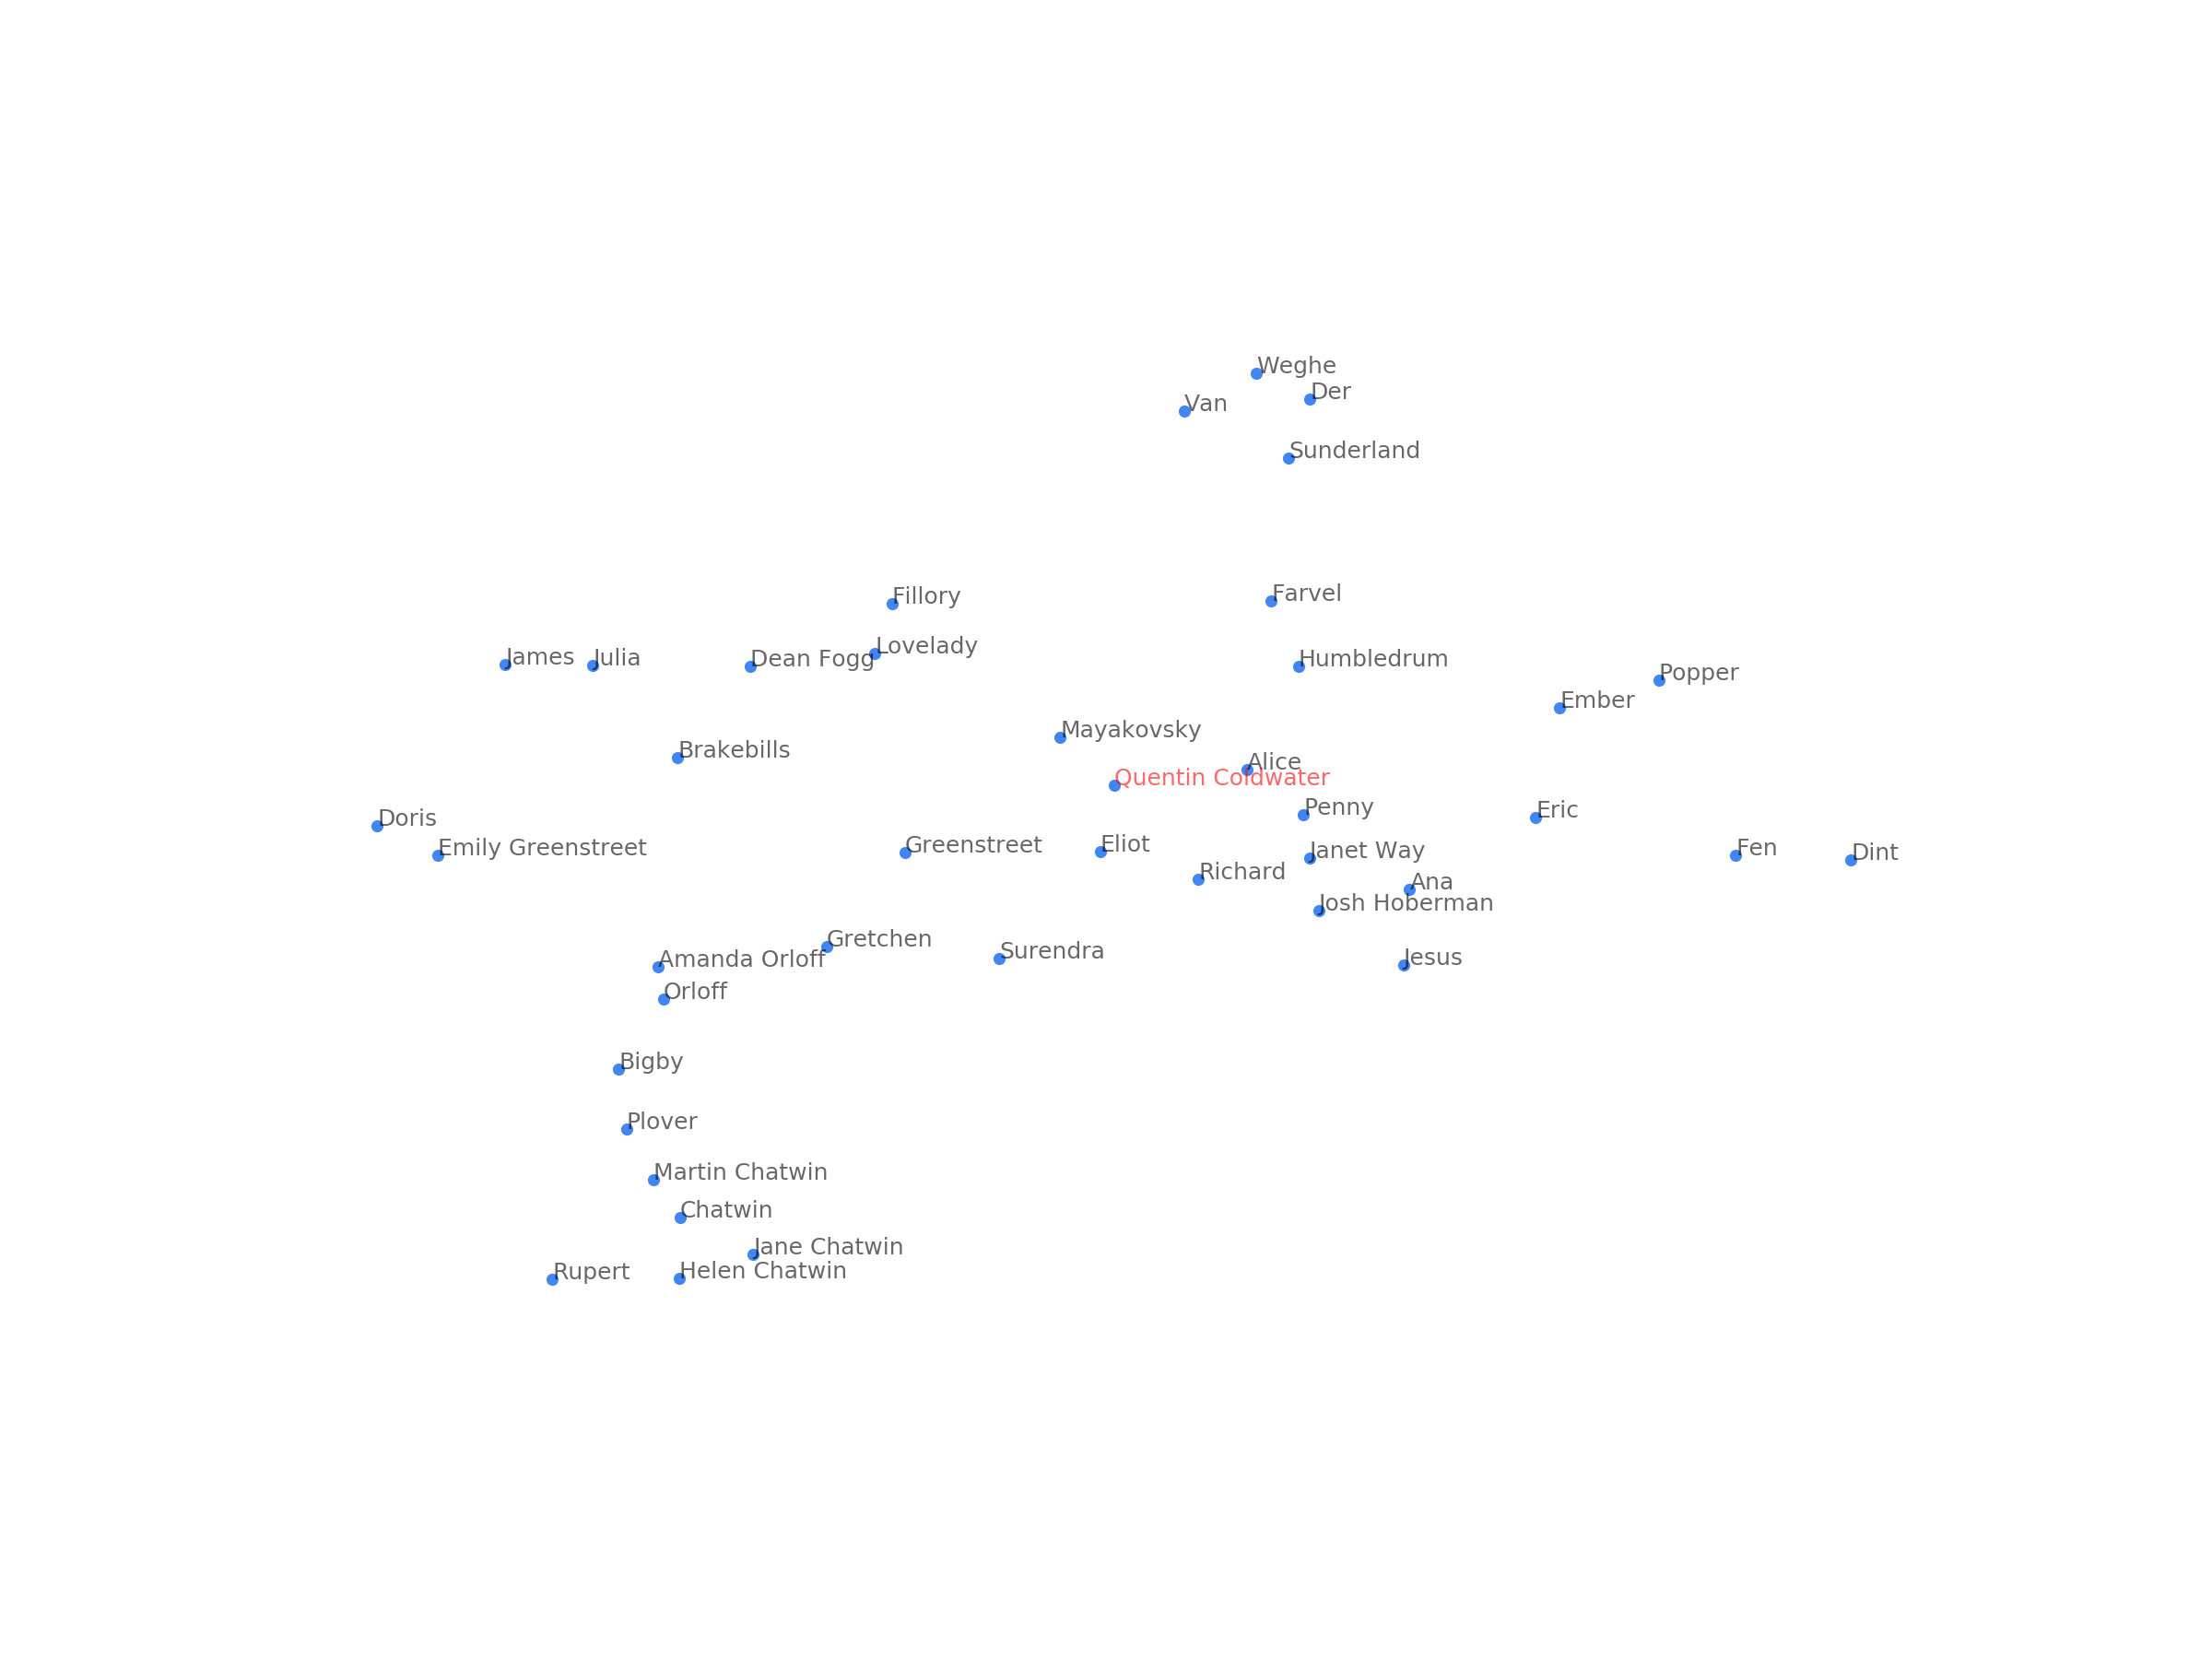 Weghe
Der
Van
Sunderland
Fillory
Farvel
Lovelady
James
Julia
Dean Fogg
Humbledrum
Popper
Ember
Mayakovsky
Brakebills
Alice
Quentin Coldwater
Penny
Eric
Doris
Emily Greenstreet
Greenstreet
Eliot
Janet Way
Fen
Dint
Richard
Ana
Josh Hoberman
Gretchen
Surendra
Jesus
Amanda Orloff
Orloff
Bigby
Plover
Martin Chatwin
Chatwin
Jane Chatwin
Rupert
Helen Chatwin